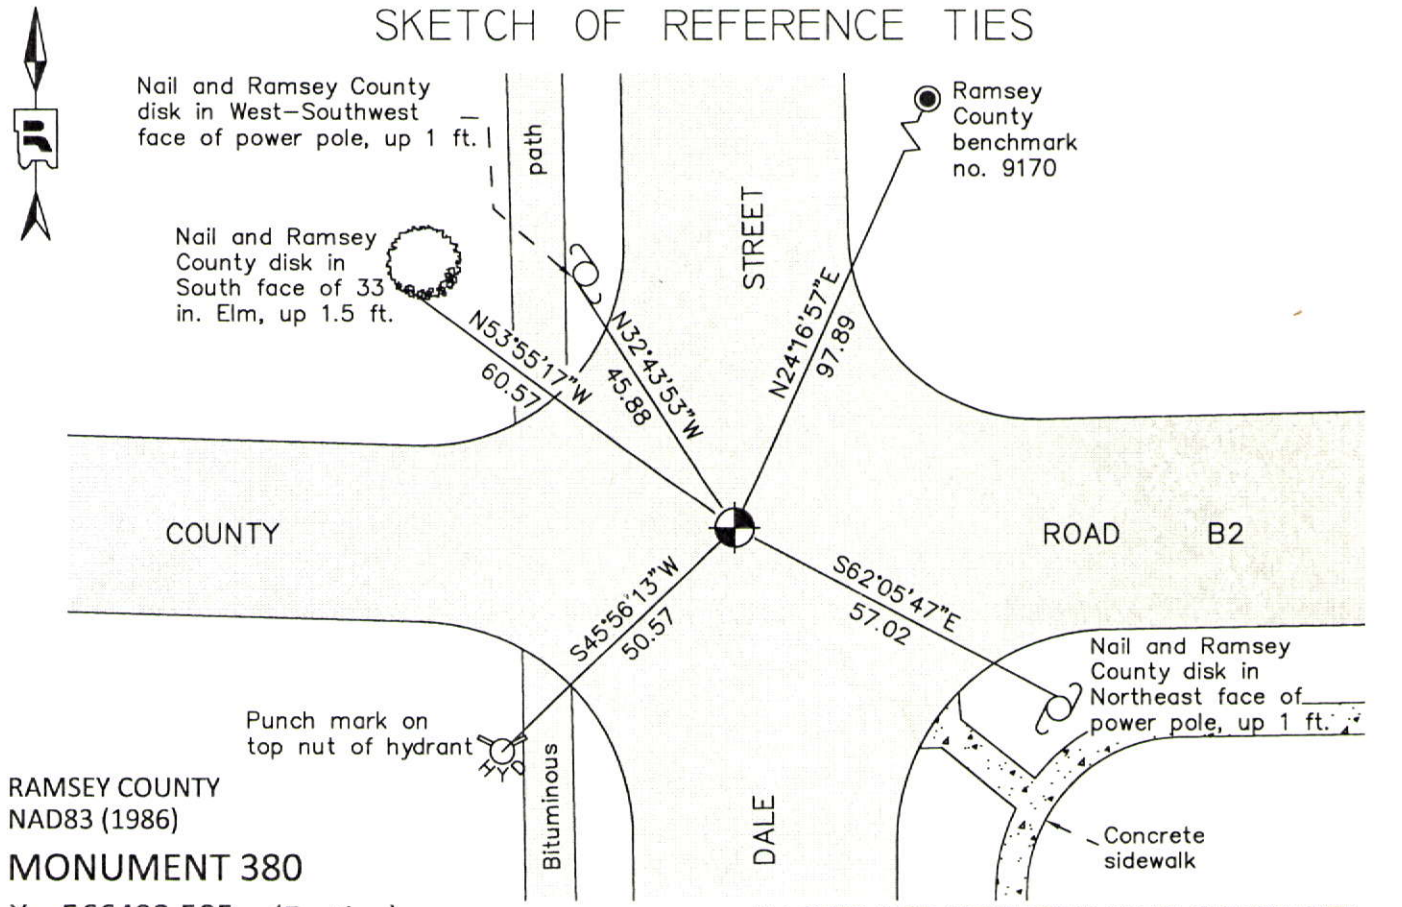 SKETCH OF REFERENCE TIES
Nail and Ramsey County
disk in West-Southwest
face of power pole, up 1 ft.
path
Ramsey
County
benchmark
no. 9170
STREET
Nail and Ramsey
County disk in
South face of 33
in. Elm, up 1.5 ft.
N53°55'17"W
60.57
N32°43'53"W
45.88
N24°16'57"E
97.89
COUNTY
ROAD B2
S45°56'13"W
50.57
S62°05'47"E
57.02
Nail and Ramsey
County disk in
Northeast face of
power pole, up 1 ft.
Punch mark on
top nut of hydrant
HYD
Bituminous
DALE
Concrete
sidewalk
RAMSEY COUNTY
NAD83 (1986)
MONUMENT 380